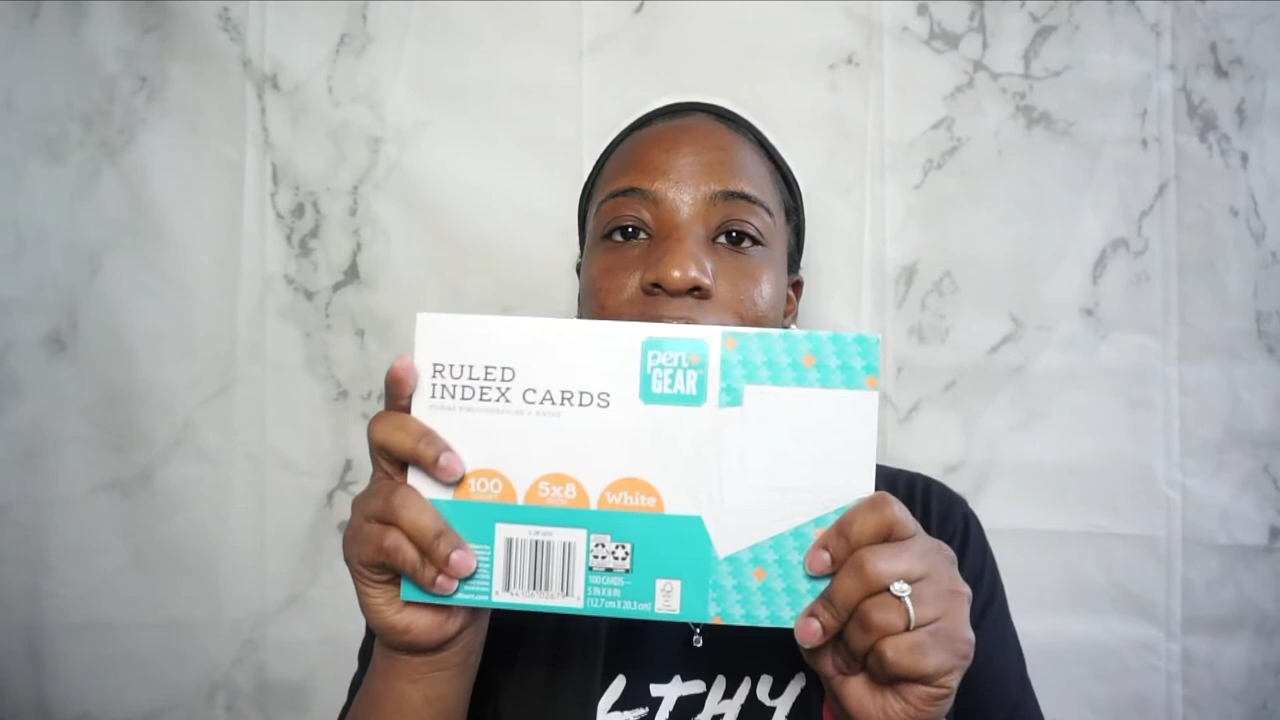 RULED
INDEX CARDS
pen+
GEAR
100
5x8
White
100 CARDS—
5 IN X 8 IN
(12.7 cm X 20.3 cm)